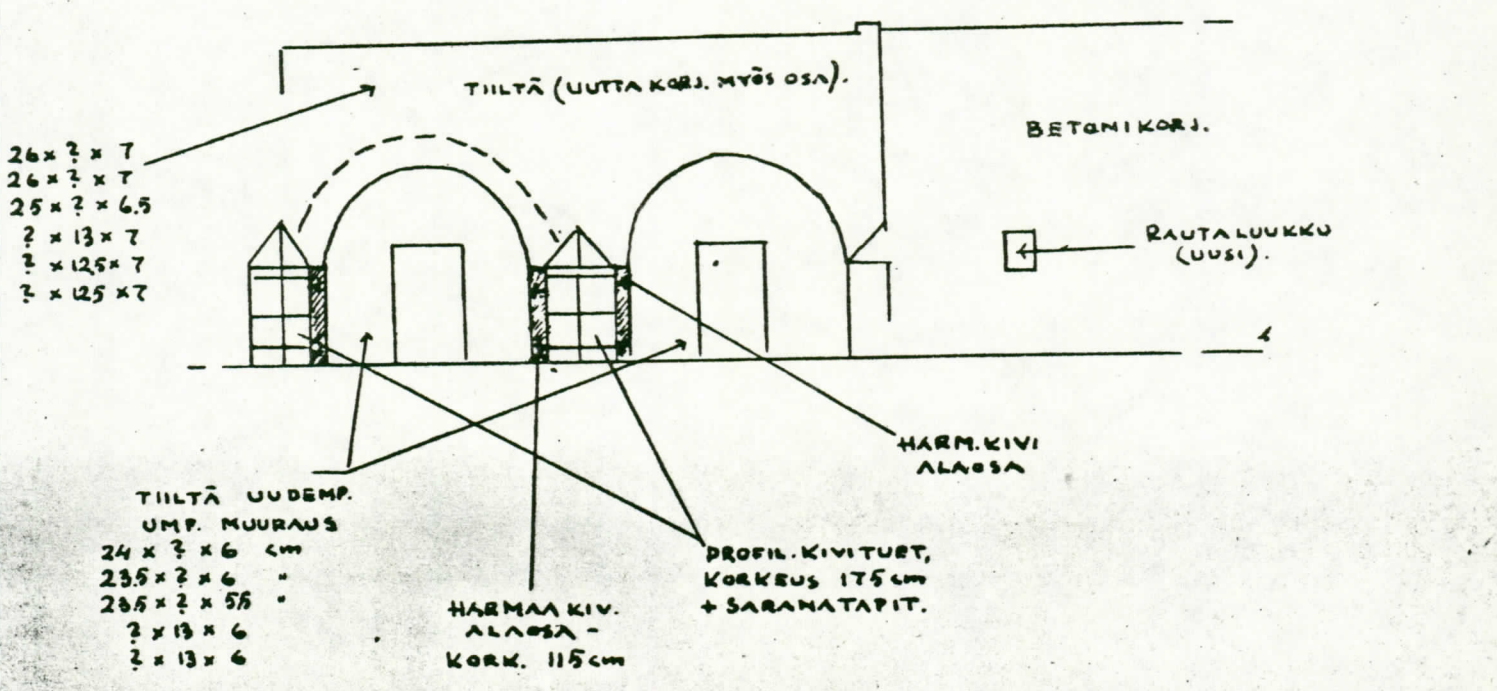 TIILTÄ (UUTTA KORJ. MYÖS OSA).
BETONIKORJ.
26 x ? x 7
26 x ? x 7
25 x ? x 6.5
? x 13 x 7
? x 12,5 x 7
? x 12,5 x 7
RAUTALUUKKU
(UUSI).
HARM. KIVI
ALAOSA
TIILTÄ UUDEMP.
UMP. MUURAUS
24 x ? x 6 cm
23.5 x ? x 6 "
23.5 x ? x 5,5 "
? x 13 x 6
? x 13 x 6
HARMAA KIV.
ALAOSA -
KORK. 115 cm
PROFIL. KIVITUET,
KORKEUS 175 cm
+ SARANATAPIT.